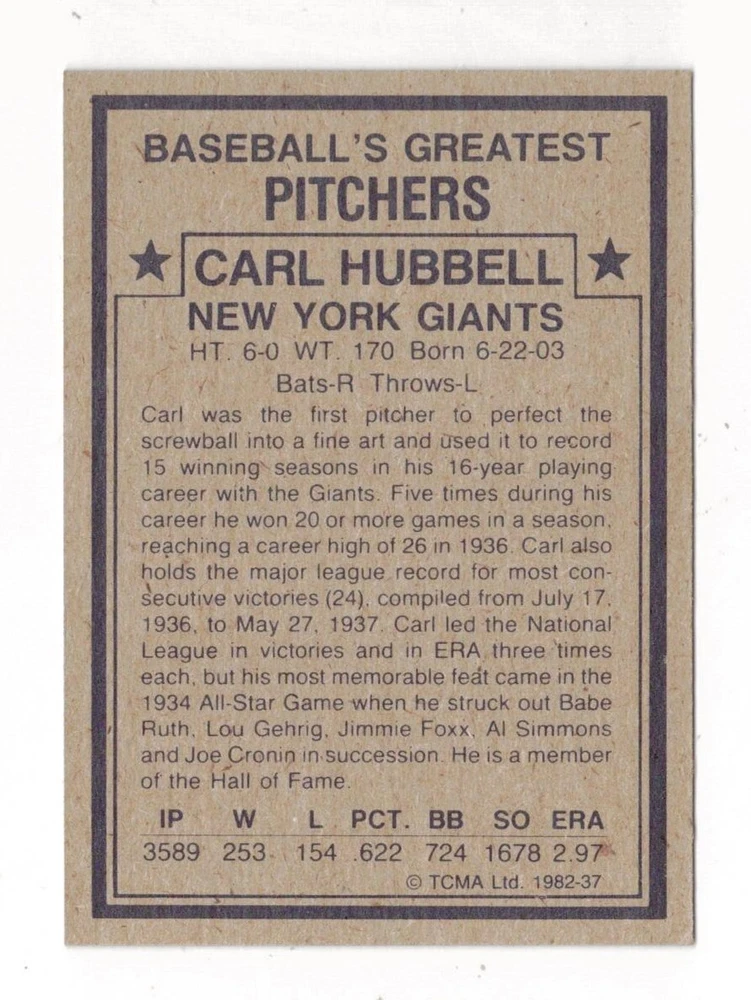 BASEBALL'S GREATEST
PITCHERS
★ CARL HUBBELL ★
NEW YORK GIANTS
HT. 6-0 WT. 170 Born 6-22-03
Bats-R Throws-L
Carl was the first pitcher to perfect the
screwball into a fine art and used it to record
15 winning seasons in his 16-year playing
career with the Giants. Five times during his
career he won 20 or more games in a season,
reaching a career high of 26 in 1936. Carl also
holds the major league record for most con-
secutive victories (24), compiled from July 17,
1936, to May 27, 1937. Carl led the National
League in victories and in ERA three times
each, but his most memorable feat came in the
1934 All-Star Game when he struck out Babe
Ruth, Lou Gehrig, Jimmie Foxx, Al Simmons
and Joe Cronin in succession. He is a member
of the Hall of Fame.
IP W L PCT. BB SO ERA
3589 253 154 .622 724 1678 2.97
© TCMA Ltd. 1982-37